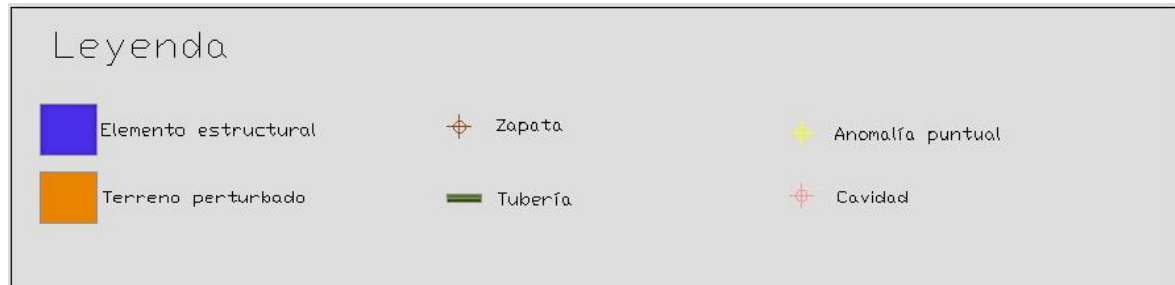 Leyenda
Elemento estructural
Zapata
Anomalía puntual
Terreno perturbado
Tubería
Cavidad